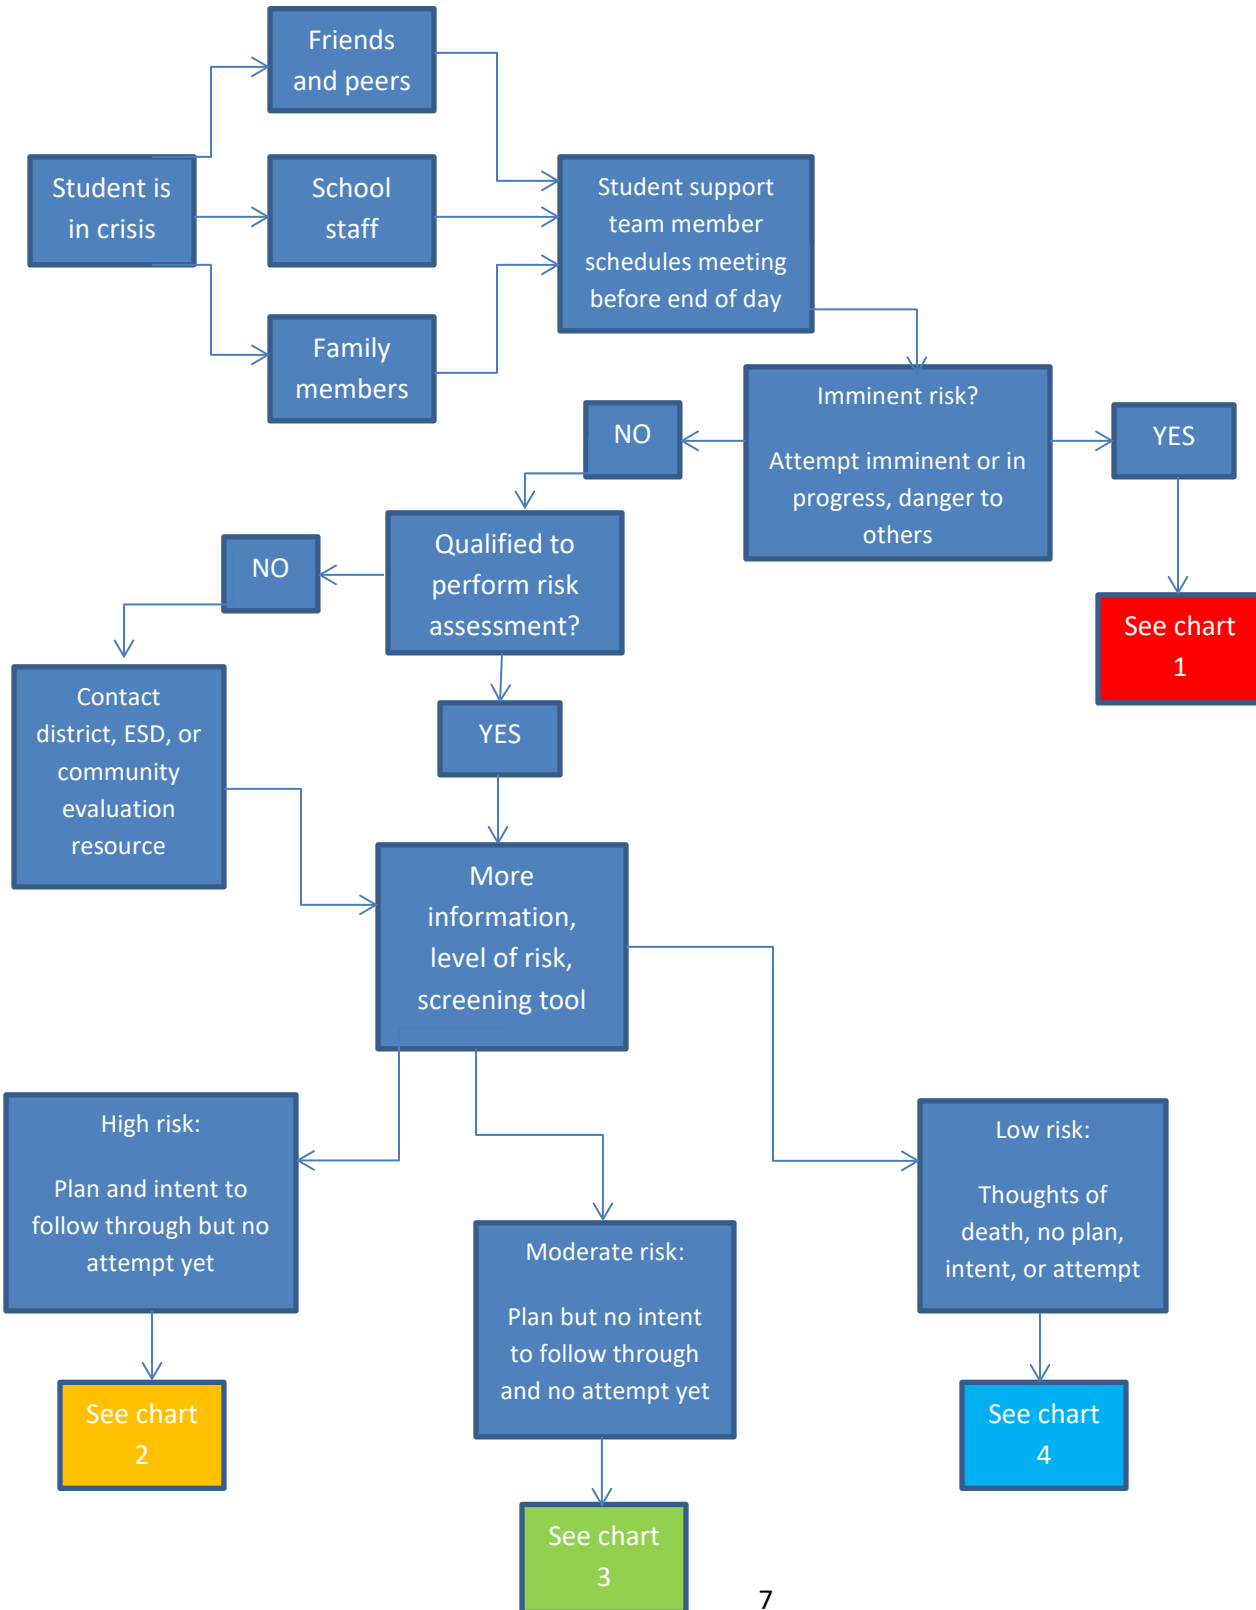 Friends
and peers
Student is
in crisis
School
staff
Family
members
Student support
team member
schedules meeting
before end of day
Imminent risk?
Attempt imminent or in
progress, danger to
others
NO
YES
See chart
1
Qualified to
perform risk
assessment?
NO
YES
Contact
district, ESD, or
community
evaluation
resource
More
information,
level of risk,
screening tool
High risk:
Plan and intent to
follow through but no
attempt yet
See chart
2
Moderate risk:
Plan but no intent
to follow through
and no attempt yet
See chart
3
Low risk:
Thoughts of
death, no plan,
intent, or attempt
See chart
4
7